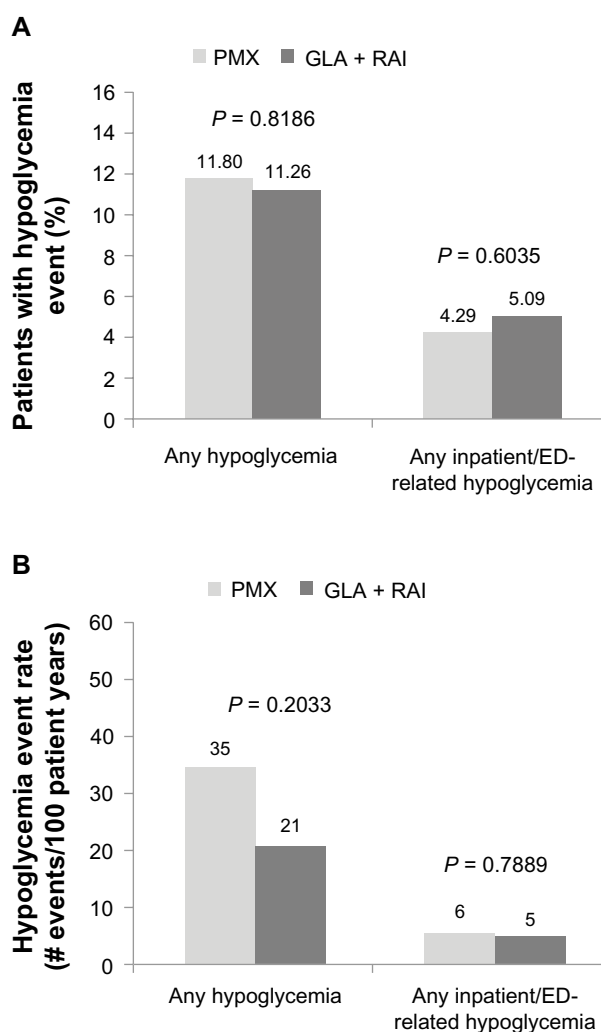 A
PMX GLA + RAI
Patients with hypoglycemia
event (%)
16
14
12
10
8
6
4
2
0
P = 0.8186
11.80 11.26
P = 0.6035
4.29 5.09
Any hypoglycemia
Any inpatient/ED-
related hypoglycemia
B
PMX GLA + RAI
Hypoglycemia event rate
(# events/100 patient years)
60
50
40
30
20
10
0
P = 0.2033
35
21
P = 0.7889
6 5
Any hypoglycemia
Any inpatient/ED-
related hypoglycemia